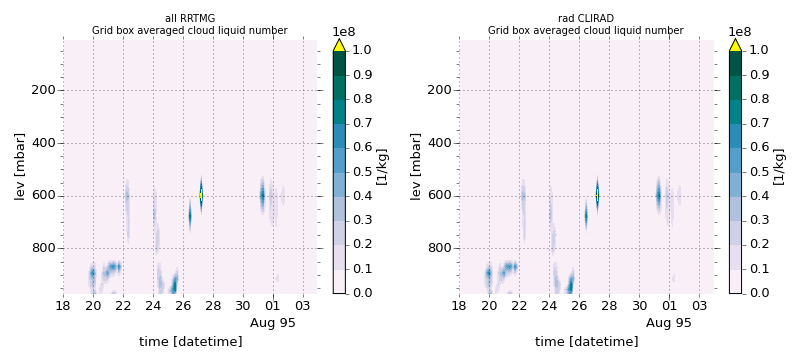 all RRTMG
Grid box averaged cloud liquid number
1e8
1.0
0.9
0.8
0.7
0.6
0.5
0.4
0.3
0.2
0.1
0.0
[1/kg]
200
400
600
800
lev [mbar]
18 20 22 24 26 28 30 01 03
Aug 95
time [datetime]
rad CLIRAD
Grid box averaged cloud liquid number
1e8
1.0
0.9
0.8
0.7
0.6
0.5
0.4
0.3
0.2
0.1
0.0
[1/kg]
200
400
600
800
lev [mbar]
18 20 22 24 26 28 30 01 03
Aug 95
time [datetime]